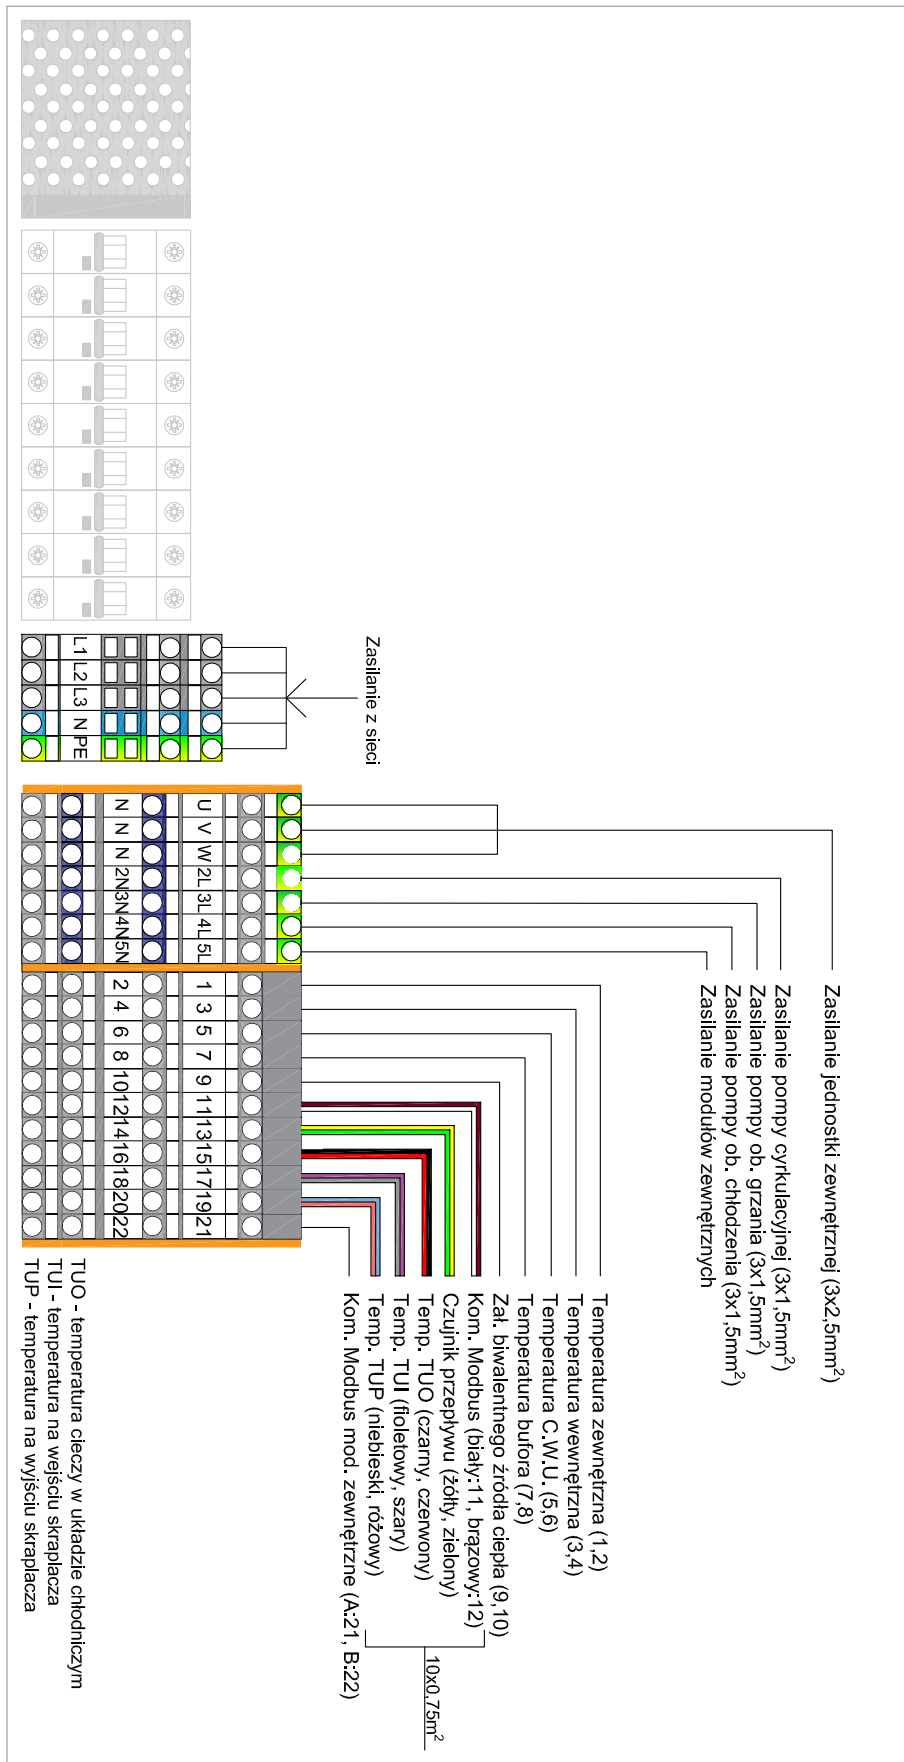 Zasilanie z sieci
L1 L2 L3 N PE
Zasilanie jednostki zewnętrznej (3x2,5mm²)
Zasilanie pompy cyrkulacyjnej (3x1,5mm²)
Zasilanie pompy ob. grzania (3x1,5mm²)
Zasilanie pompy ob. chłodzenia (3x1,5mm²)
Zasilanie modułów zewnętrznych
U V W 2L 3L 4L 5L
N N N 2N 3N 4N 5N
1 3 5 7 9 11 13 15 17 19 21
2 4 6 8 10 12 14 16 18 20 22
Temperatura zewnętrzna (1,2)
Temperatura wewnętrzna (3,4)
Temperatura C.W.U. (5,6)
Temperatura bufora (7,8)
Zał. biwalentnego źródła ciepła (9,10)
Kom. Modbus (biały:11, brązowy:12)
Czujnik przepływu (żółty, zielony)
Temp. TUO (czarny, czerwony)
Temp. TUI (fioletowy, szary)
Temp. TUP (niebieski, różowy)
Kom. Modbus mod. zewnętrzne (A:21, B:22)
10x0,75m²
TUO - temperatura cieczy w układzie chłodniczym
TUI - temperatura na wejściu skraplacza
TUP - temperatura na wyjściu skraplacza